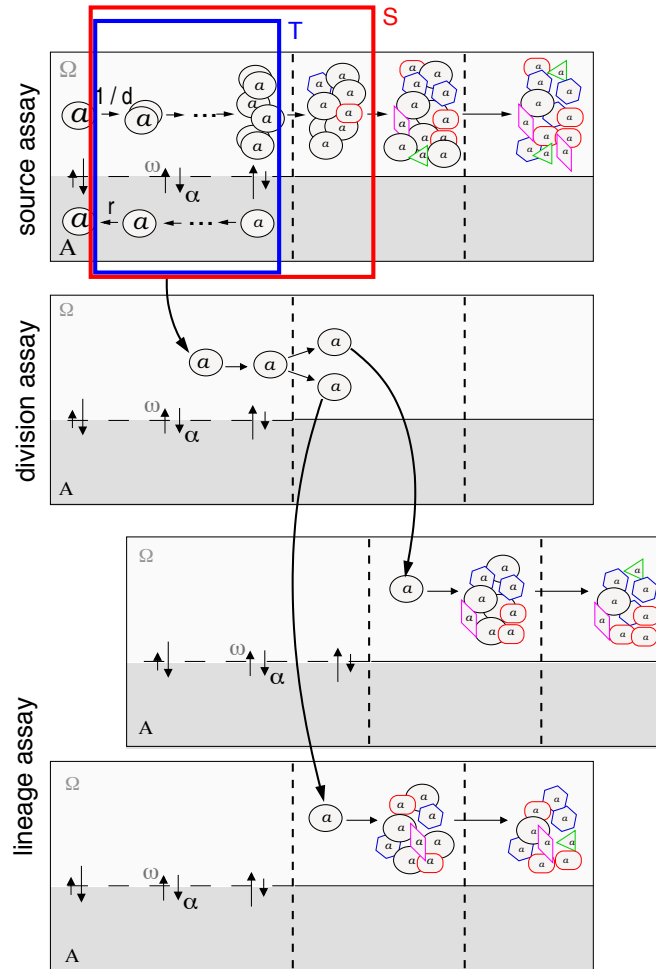 S
T
source assay
Ω
1 / d
a a ... a a a a a a a a a a a a a a a a a a a a a a a a a a a a
ω
α
r
a a ... a
A
division assay
Ω
a a a
a
ω
α
A
lineage assay
Ω
a a a a a a a a a a a a a a a
ω
α
A
Ω
a a a a a a a a a a a a a a a a
ω
α
A